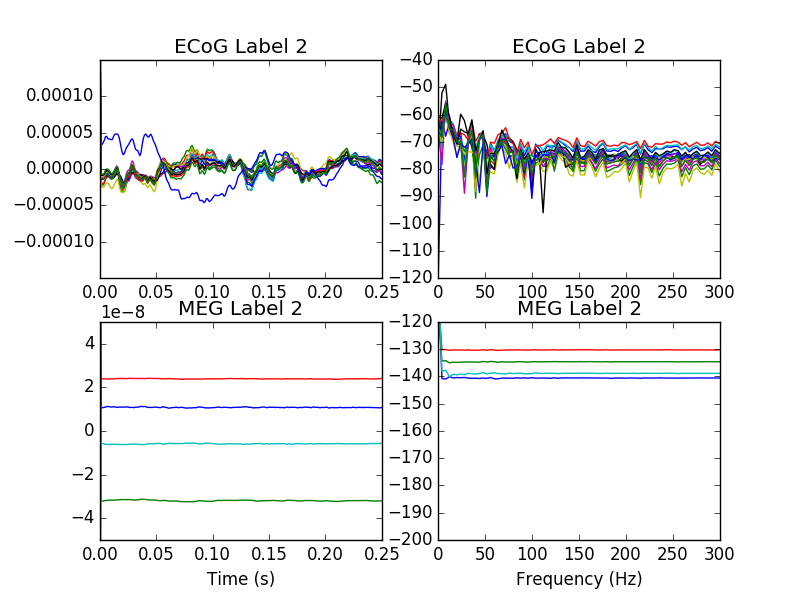 ECoG Label 2
0.00010
0.00005
0.00000
−0.00005
−0.00010
0.00 0.05 0.10 0.15 0.20 0.25
ECoG Label 2
−40
−50
−60
−70
−80
−90
−100
−110
−120
0 50 100 150 200 250 300
1e−8
MEG Label 2
4
2
0
−2
−4
0.00 0.05 0.10 0.15 0.20 0.25
Time (s)
MEG Label 2
−120
−130
−140
−150
−160
−170
−180
−190
−200
0 50 100 150 200 250 300
Frequency (Hz)